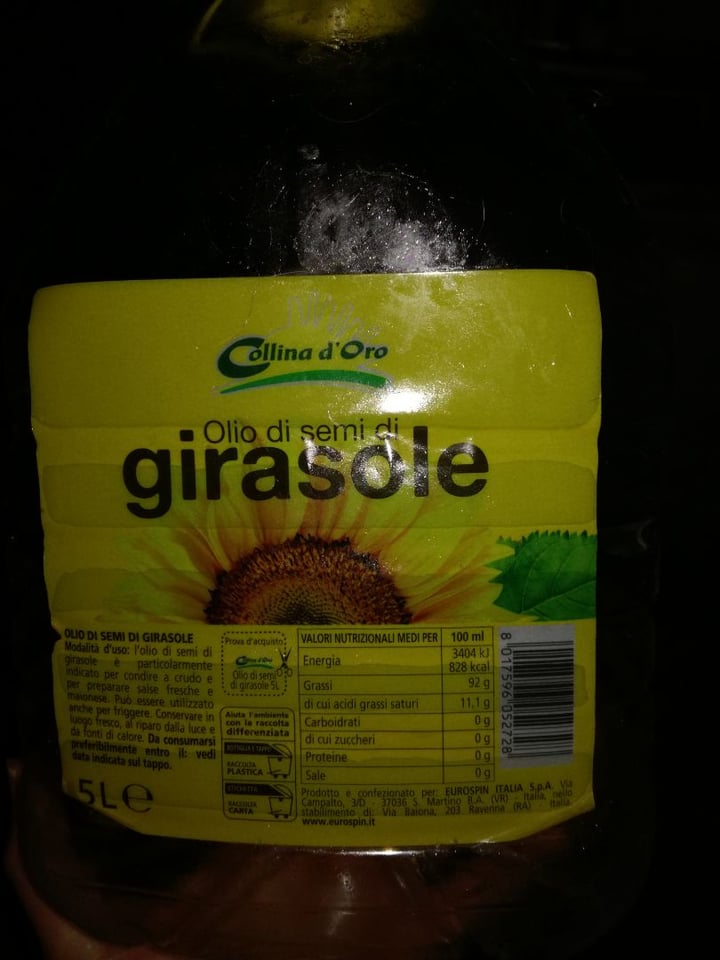 Collina d'Oro
Olio di semi di
girasole
OLIO DI SEMI DI GIRASOLE
Modalità d'uso: l'olio di semi di
girasole è particolarmente
indicato per condire a crudo e
per preparare salse fresche e
maionese. Può essere utilizzato
anche per friggere. Conservare in
luogo fresco, al riparo dalla luce e
da fonti di calore. Da consumarsi
preferibilmente entro il: vedi
data indicata sul tappo.
5L e
Prova d'acquisto
Collina d'Oro
Olio di semi
di girasole 5L
Aiuta l'ambiente
con la raccolta
differenziata
BOTTIGLIA E TAPPO
RACCOLTA
PLASTICA
ETICHETTA
RACCOLTA
CARTA
VALORI NUTRIZIONALI MEDI PER 100 ml
Energia 3404 kJ
828 kcal
Grassi 92 g
di cui acidi grassi saturi 11,1 g
Carboidrati 0 g
di cui zuccheri 0 g
Proteine 0 g
Sale 0 g
Prodotto e confezionato per: EUROSPIN ITALIA S.p.A. Via
Campalto, 3/D - 37036 S. Martino B.A. (VR) - Italia, nello
stabilimento di: Via Baiona, 203 Ravenna (RA) - Italia.
www.eurospin.it
8 017596 052728